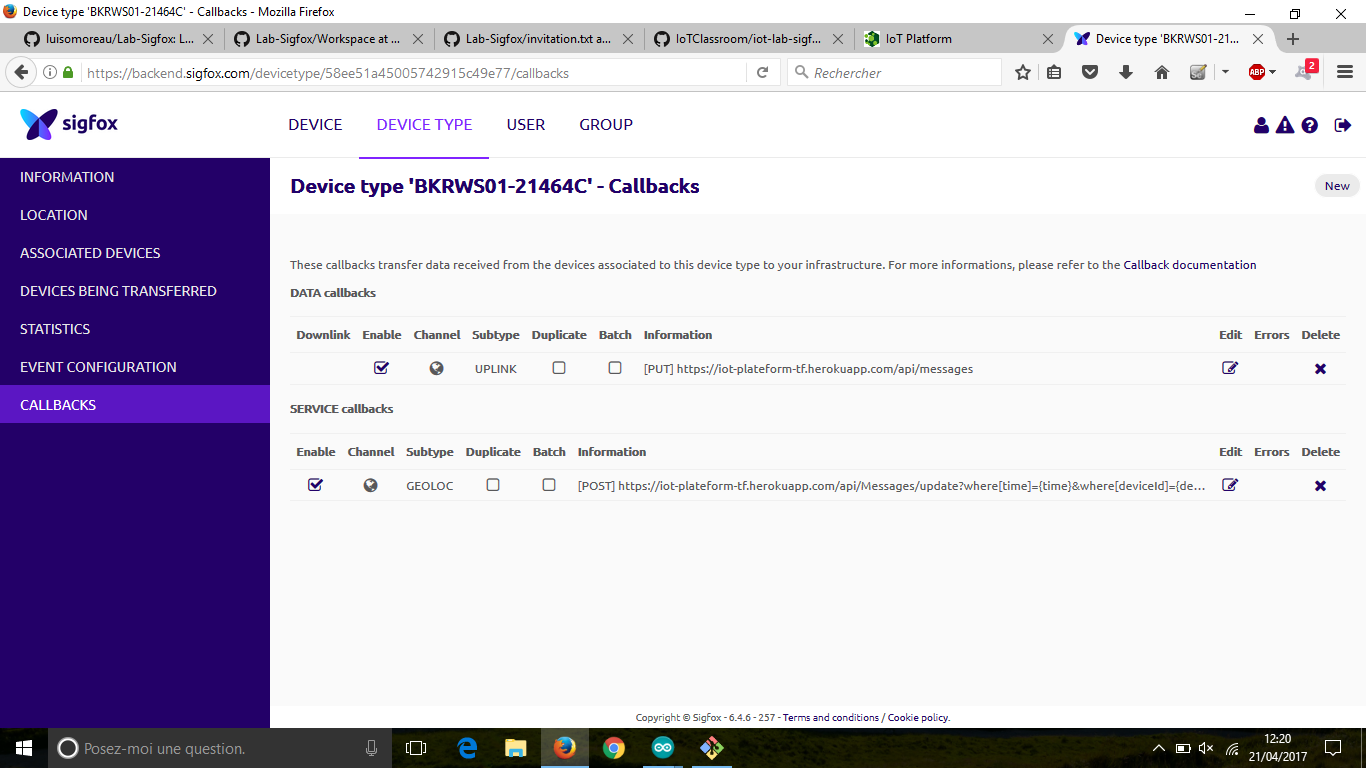 Device type 'BKRWS01-21464C' - Callbacks - Mozilla Firefox
luisomoreau/Lab-Sigfox: L... Lab-Sigfox/Workspace at ... Lab-Sigfox/invitation.txt a... IoTClassroom/iot-lab-sigf... IoT Platform Device type 'BKRWS01-21...
https://backend.sigfox.com/devicetype/58ee51a45005742915c49e77/callbacks Rechercher ABP 2
sigfox DEVICE DEVICE TYPE USER GROUP
INFORMATION
LOCATION
ASSOCIATED DEVICES
DEVICES BEING TRANSFERRED
STATISTICS
EVENT CONFIGURATION
CALLBACKS
Device type 'BKRWS01-21464C' - Callbacks New
These callbacks transfer data received from the devices associated to this device type to your infrastructure. For more informations, please refer to the Callback documentation
DATA callbacks
Downlink Enable Channel Subtype Duplicate Batch Information Edit Errors Delete
UPLINK [PUT] https://iot-plateform-tf.herokuapp.com/api/messages
SERVICE callbacks
Enable Channel Subtype Duplicate Batch Information Edit Errors Delete
GEOLOC [POST] https://iot-plateform-tf.herokuapp.com/api/Messages/update?where[time]={time}&where[deviceId]={de...
Copyright © Sigfox - 6.4.6 - 257 - Terms and conditions / Cookie policy.
Posez-moi une question.
12:20
21/04/2017